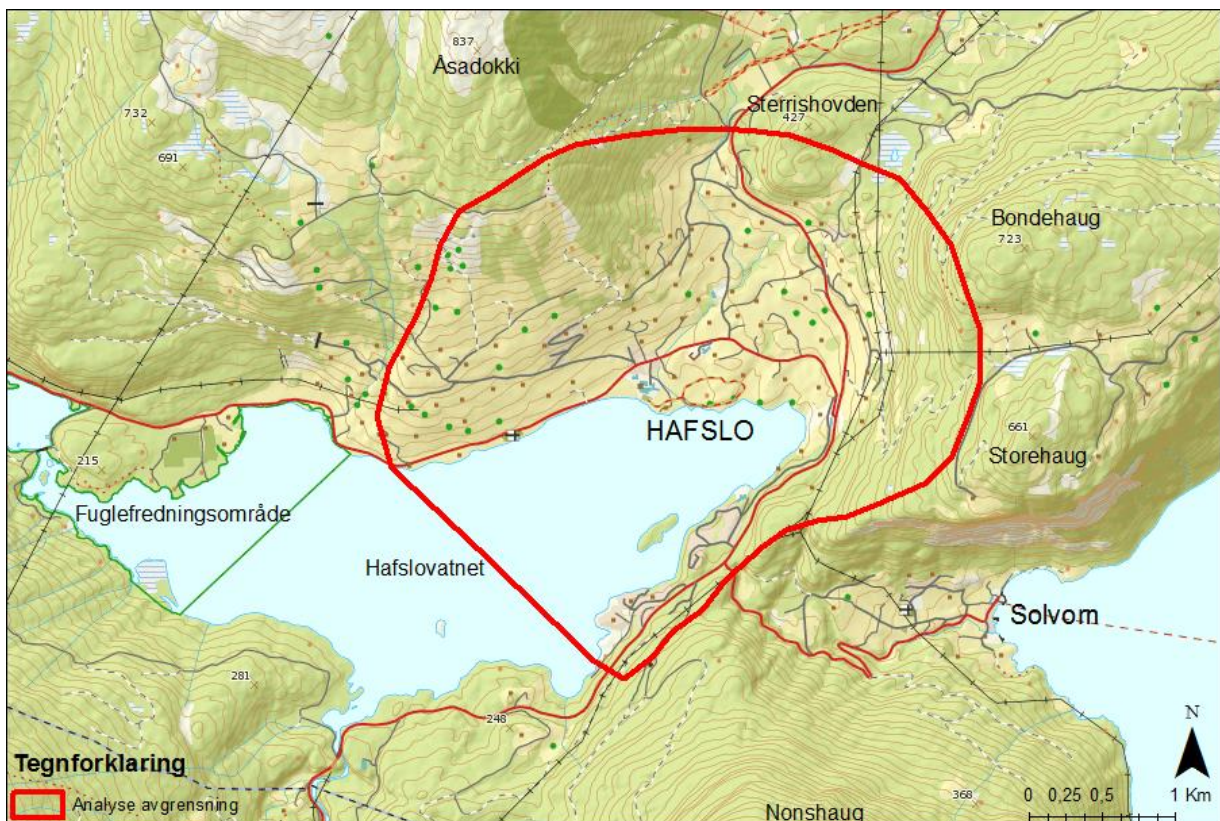 837
Åsadokki
732
691
Sterrishovden
427
Bondehaug
723
HAFSLO
661
Storehaug
215
Fuglefredningsområde
Hafslovatnet
Solvorn
281
248
Nonshaug
368
N
Tegnforklaring
Analyse avgrensning
0 0,25 0,5 1 Km